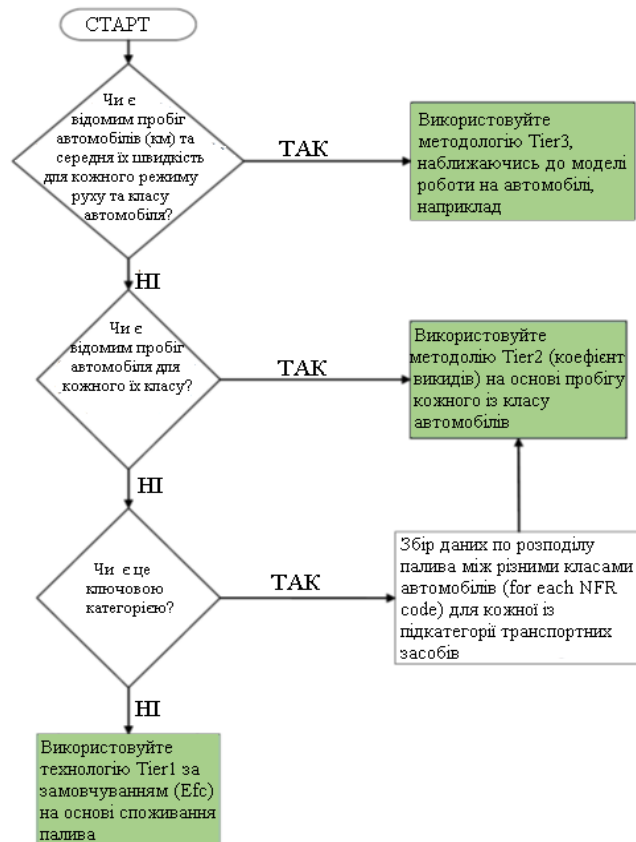 СТАРТ
Чи є
відомим пробіг
автомобілів (км) та
середня їх швидкість
для кожного режиму
руху та класу
автомобіля?
ТАК
Використовуйте
методологію Tier3,
наближаючись до моделі
роботи на автомобілі,
наприклад
НІ
Чи є
відомим пробіг
автомобіля для
кожного їх класу?
ТАК
Використовуйте
методолію Tier2 (коефієнт
викидів) на основі пробігу
кожного із класу
автомобілів
НІ
Чи є це
ключовою
категорією?
ТАК
Збір даних по розподілу
палива між різними класами
автомобілів (for each NFR
code) для кожної із
підкатегорії транспортних
засобів
НІ
Використовуйте
технологію Tier1 за
замовчуванням (Efc)
на основі споживання
палива